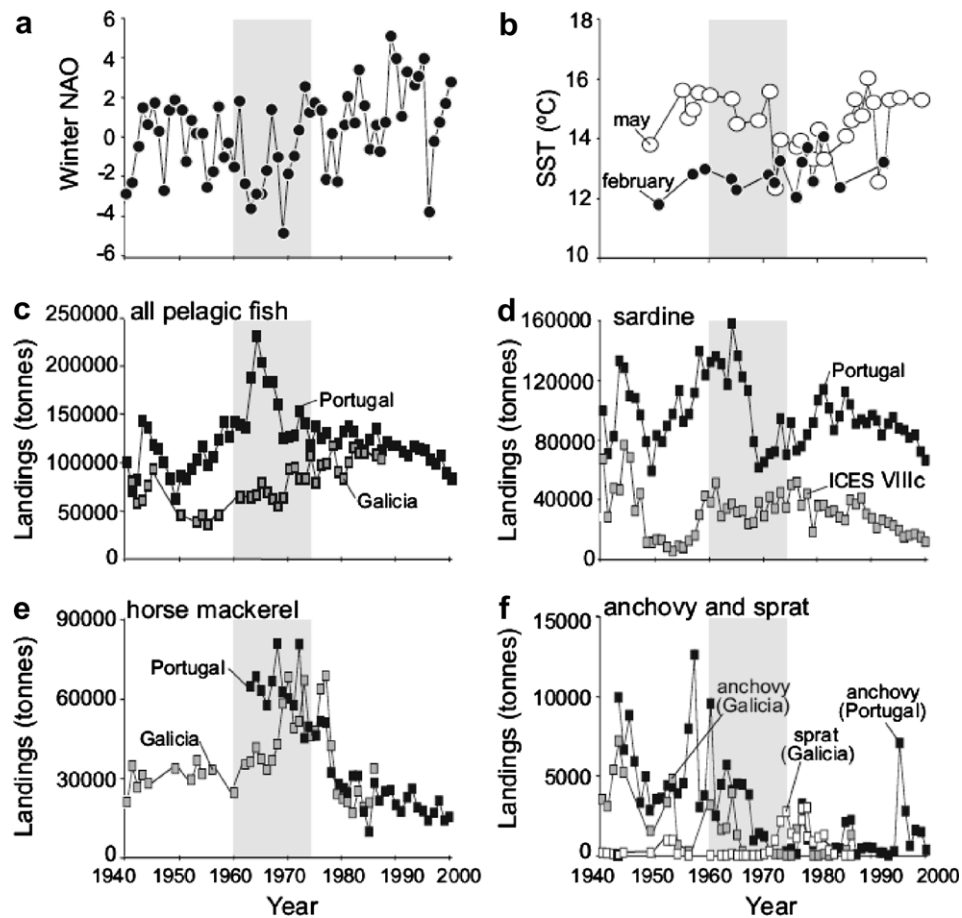 a
6
4
2
0
-2
-4
-6
Winter NAO
b
18
16
14
12
10
SST (ºC)
may
february
c
all pelagic fish
250000
200000
150000
100000
50000
0
Landings (tonnes)
Portugal
Galicia
d
sardine
160000
120000
80000
40000
0
Landings (tonnes)
Portugal
ICES VIIIc
e
horse mackerel
90000
60000
30000
0
Landings (tonnes)
Portugal
Galicia
1940 1950 1960 1970 1980 1990 2000
Year
f
anchovy and sprat
15000
10000
5000
0
Landings (tonnes)
anchovy
(Galicia)
sprat
(Galicia)
anchovy
(Portugal)
1940 1950 1960 1970 1980 1990 2000
Year